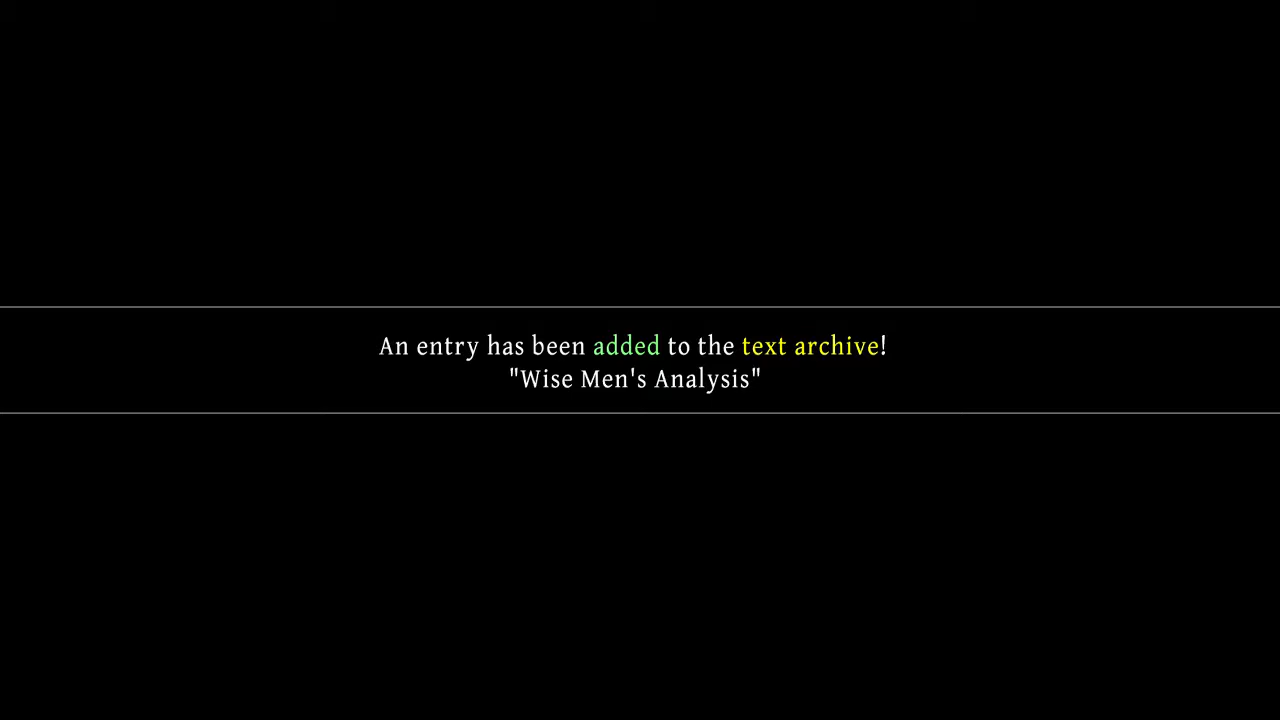 An entry has been added to the text archive!
"Wise Men's Analysis"